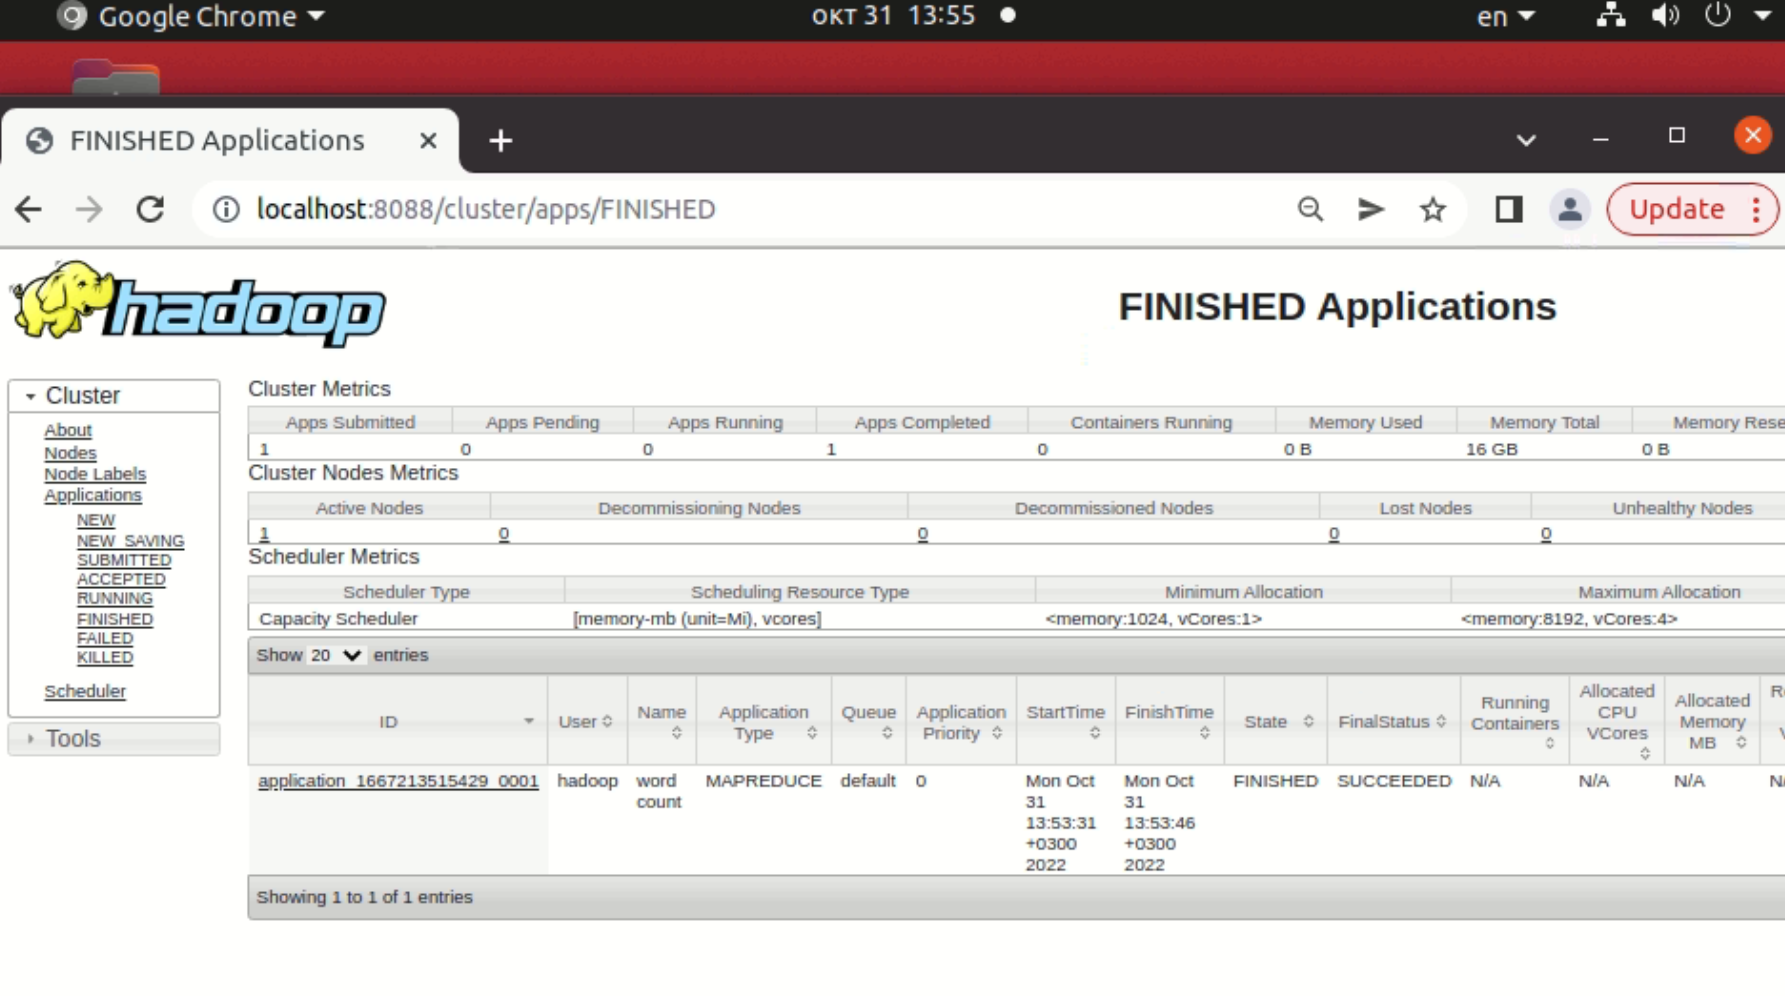 Google Chrome
окт 31 13:55
en
FINISHED Applications
localhost:8088/cluster/apps/FINISHED
Update
hadoop
FINISHED Applications
Cluster
About
Nodes
Node Labels
Applications
NEW
NEW_SAVING
SUBMITTED
ACCEPTED
RUNNING
FINISHED
FAILED
KILLED
Scheduler
Tools
Cluster Metrics
Apps Submitted Apps Pending Apps Running Apps Completed Containers Running Memory Used Memory Total Memory Rese
1 0 0 1 0 0 B 16 GB 0 B
Cluster Nodes Metrics
Active Nodes Decommissioning Nodes Decommissioned Nodes Lost Nodes Unhealthy Nodes
1 0 0 0 0
Scheduler Metrics
Scheduler Type Scheduling Resource Type Minimum Allocation Maximum Allocation
Capacity Scheduler [memory-mb (unit=Mi), vcores] <memory:1024, vCores:1> <memory:8192, vCores:4>
Show 20 entries
ID User Name Application Type Queue Application Priority StartTime FinishTime State FinalStatus Running Containers Allocated CPU VCores Allocated Memory MB
application_1667213515429_0001 hadoop word count MAPREDUCE default 0 Mon Oct 31 13:53:31 +0300 2022 Mon Oct 31 13:53:46 +0300 2022 FINISHED SUCCEEDED N/A N/A N/A
Showing 1 to 1 of 1 entries